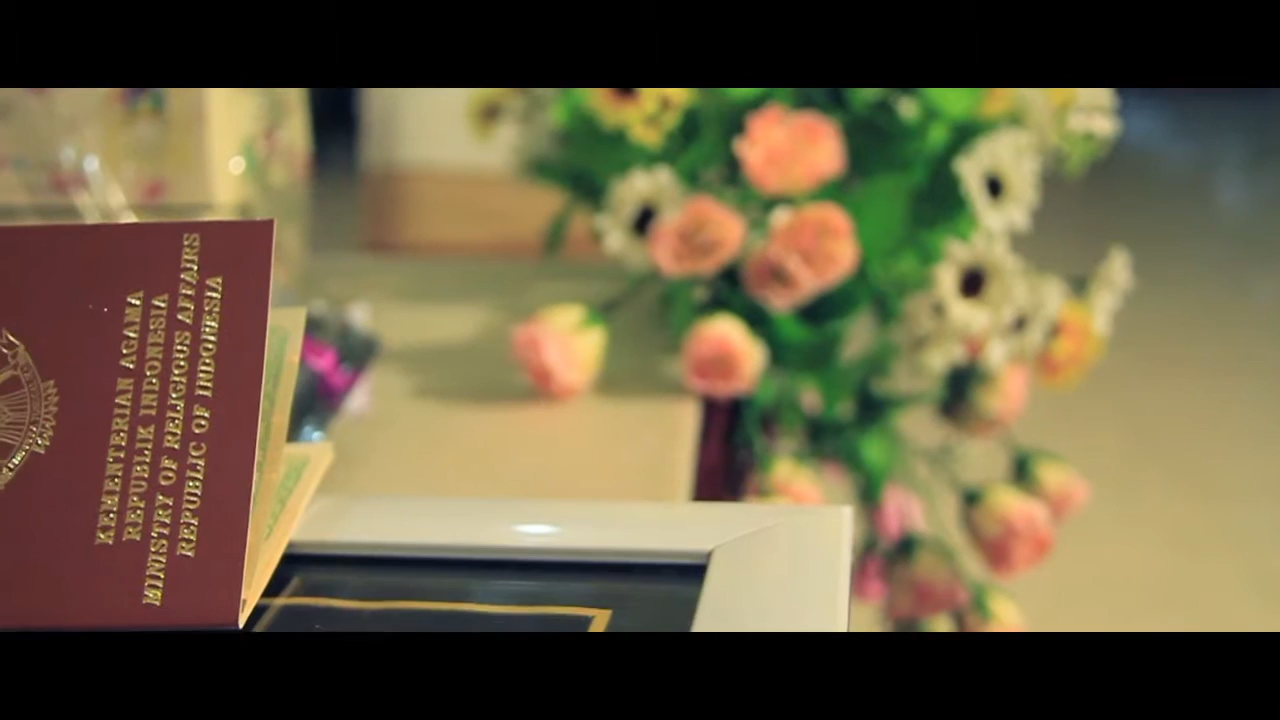 KEMENTERIAN AGAMA
REPUBLIK INDONESIA
MINISTRY OF RELIGIOUS AFFAIRS
REPUBLIC OF INDONESIA